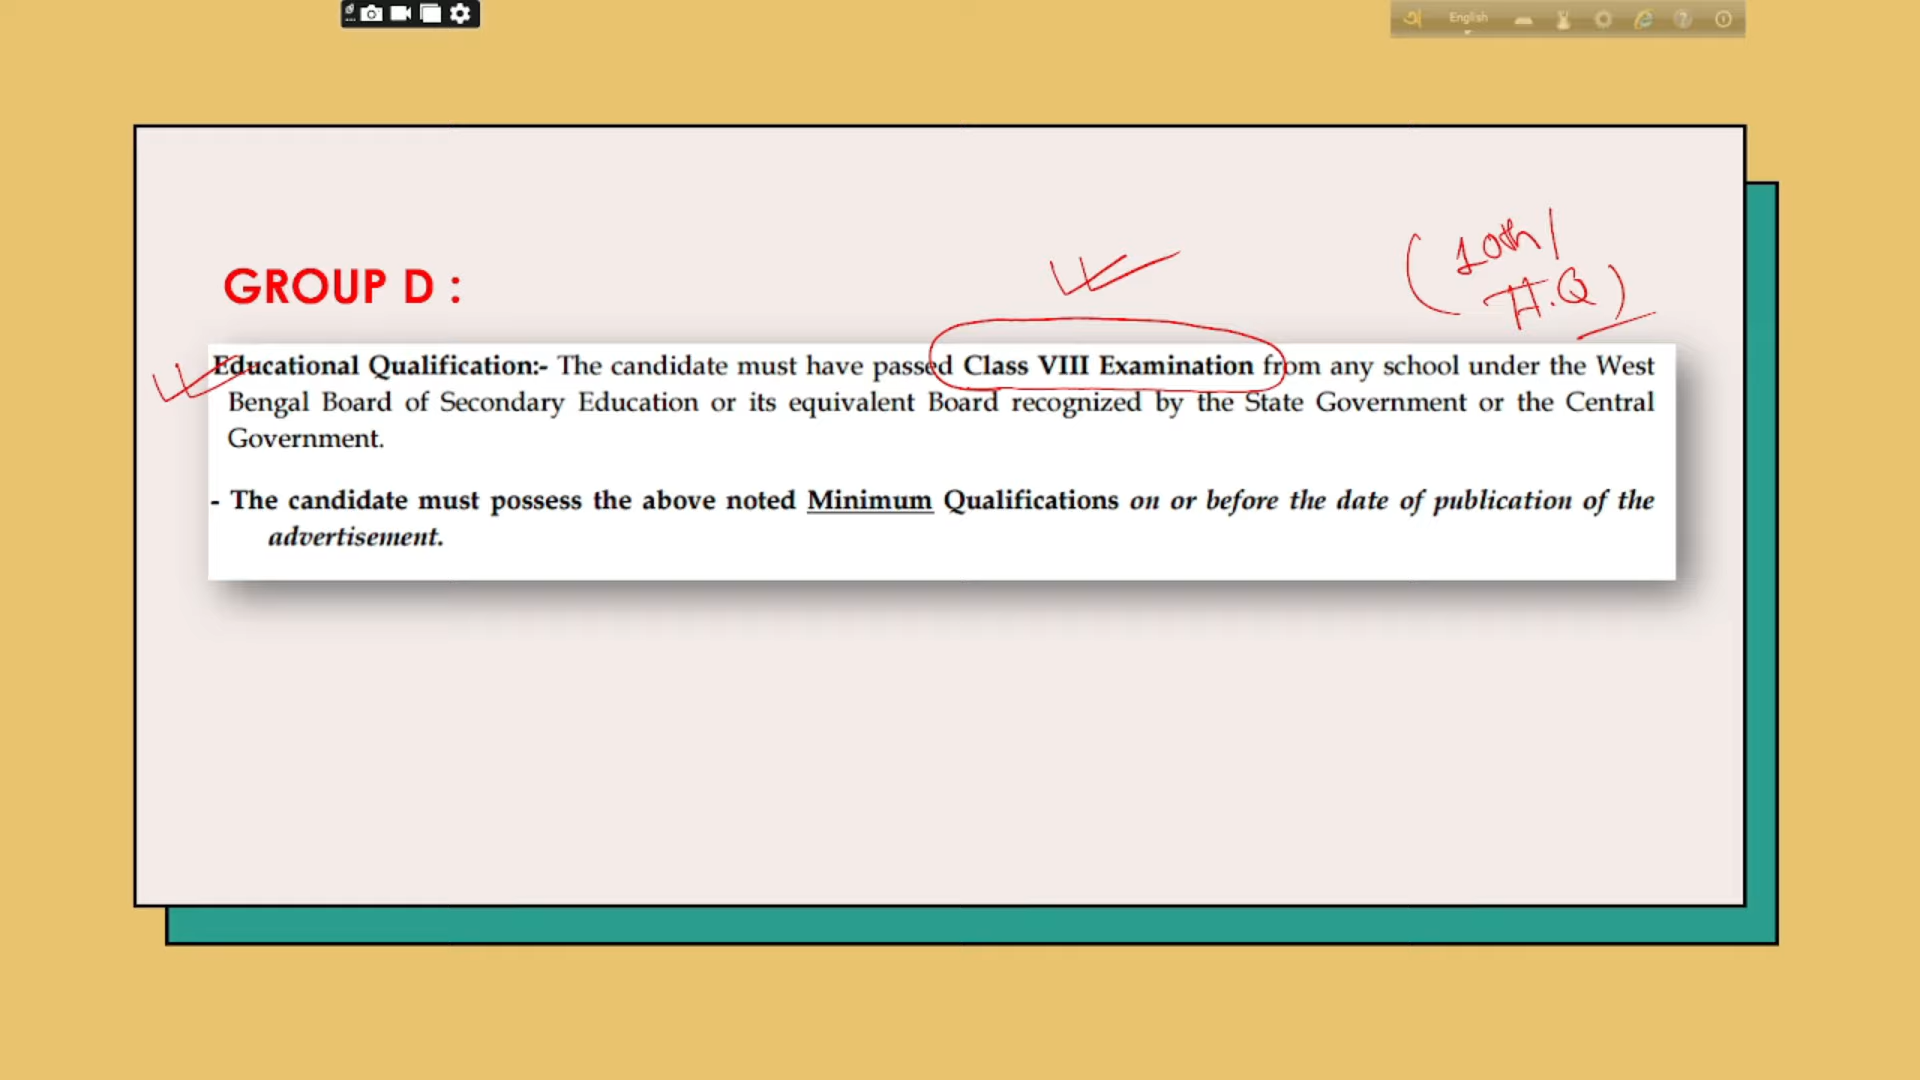 English
(10th/
H.Q)
GROUP D :
Educational Qualification:- The candidate must have passed Class VIII Examination from any school under the West
Bengal Board of Secondary Education or its equivalent Board recognized by the State Government or the Central
Government.
- The candidate must possess the above noted Minimum Qualifications on or before the date of publication of the
advertisement.